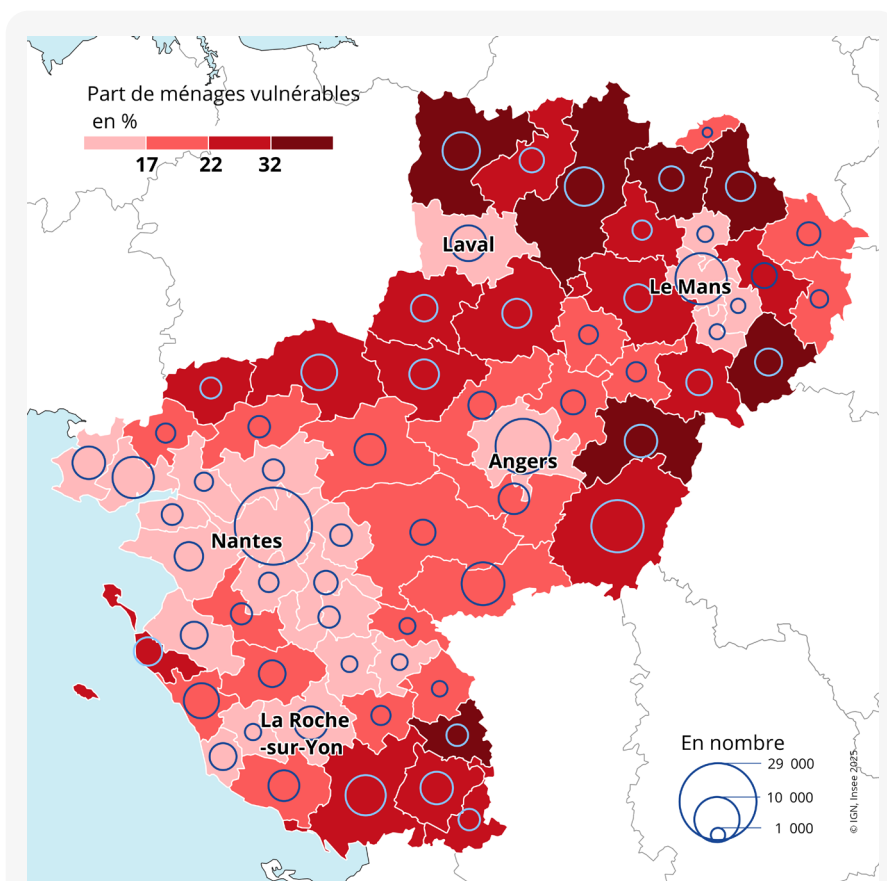 Part de ménages vulnérables
en %
17 22 32
Laval
Le Mans
Angers
Nantes
La Roche
-sur-Yon
En nombre
29 000
10 000
1 000
© IGN, Insee 2025